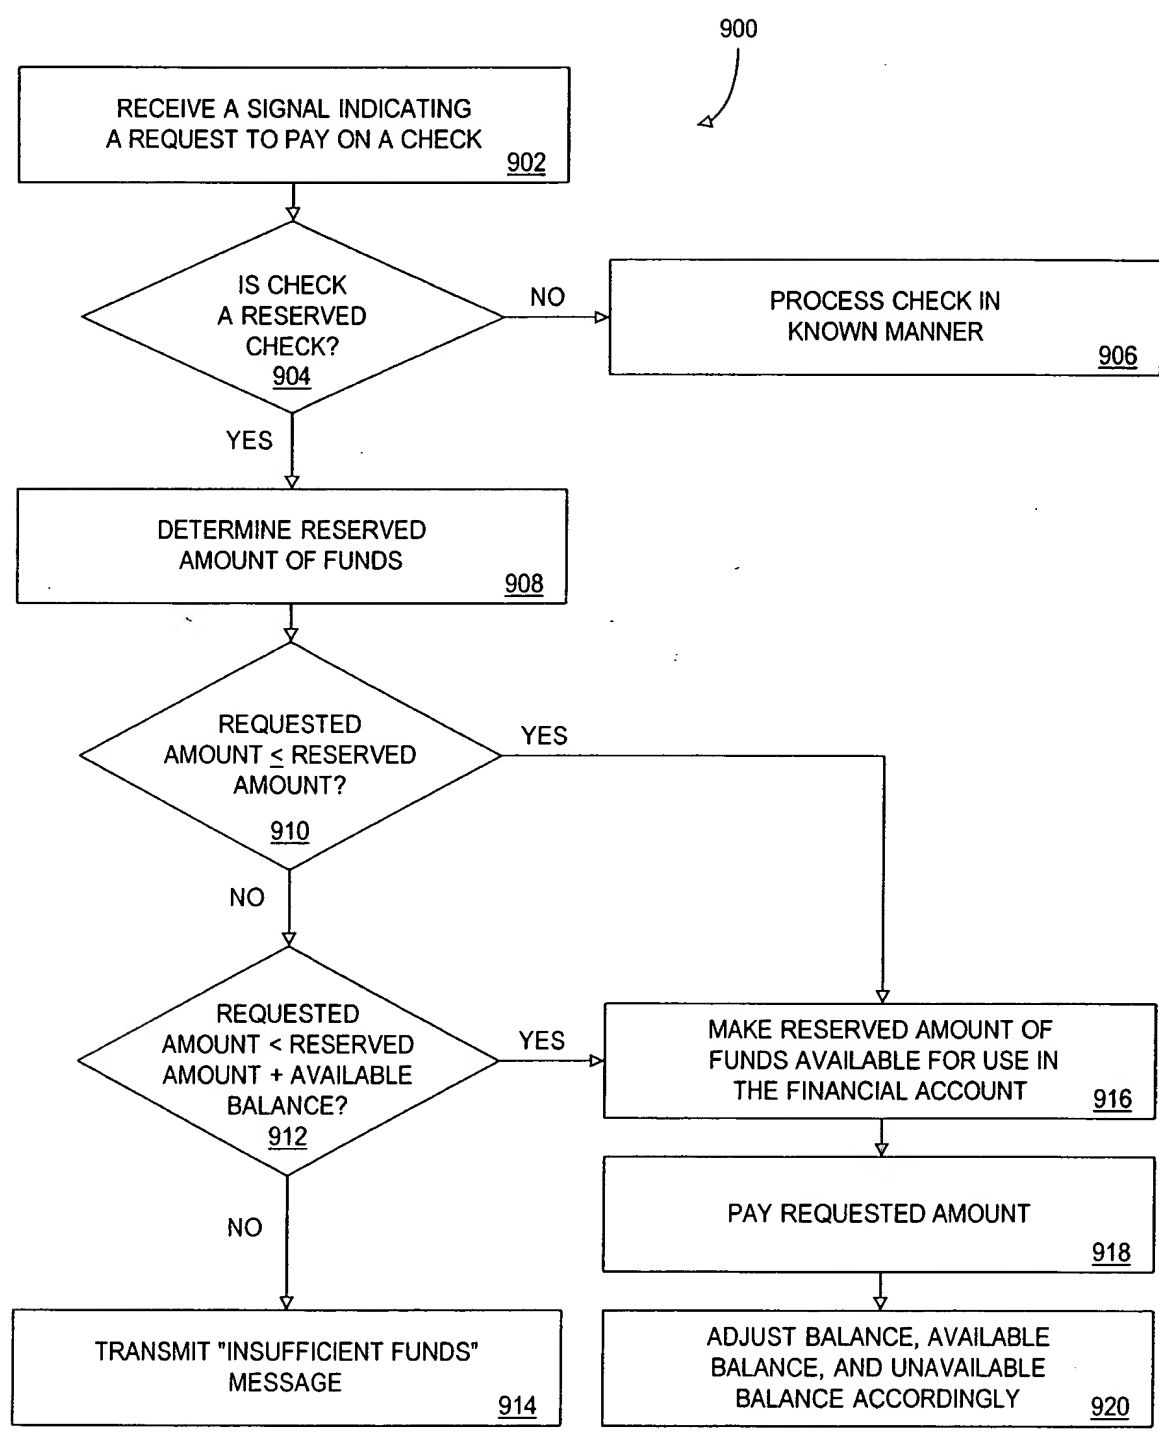 900
RECEIVE A SIGNAL INDICATING
A REQUEST TO PAY ON A CHECK
902
IS CHECK
A RESERVED
CHECK?
904
NO
PROCESS CHECK IN
KNOWN MANNER
906
YES
DETERMINE RESERVED
AMOUNT OF FUNDS
908
REQUESTED
AMOUNT ≤ RESERVED
AMOUNT?
910
YES
NO
REQUESTED
AMOUNT < RESERVED
AMOUNT + AVAILABLE
BALANCE?
912
YES
MAKE RESERVED AMOUNT OF
FUNDS AVAILABLE FOR USE IN
THE FINANCIAL ACCOUNT
916
PAY REQUESTED AMOUNT
918
NO
TRANSMIT "INSUFFICIENT FUNDS"
MESSAGE
914
ADJUST BALANCE, AVAILABLE
BALANCE, AND UNAVAILABLE
BALANCE ACCORDINGLY
920